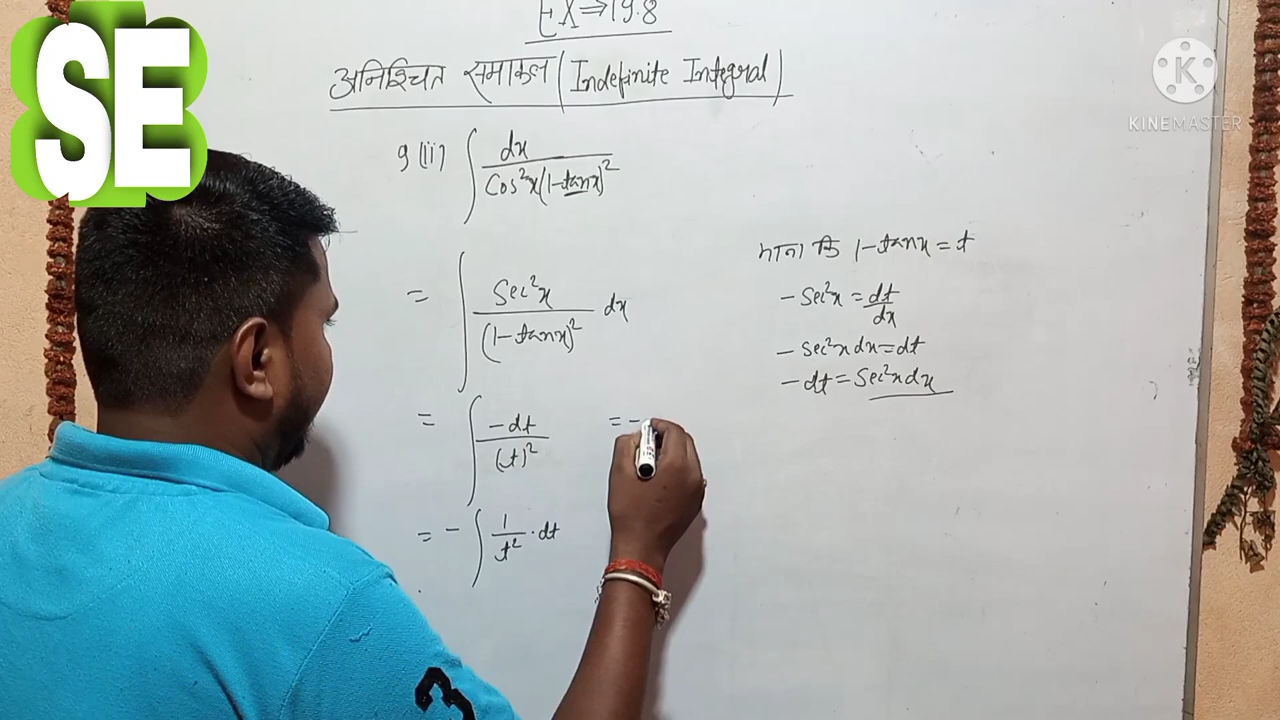 SE
EX⇒19.8
अनिश्चित समाकल (Indefinite Integral)
KINEMASTER
9 (ii) ∫ dx / Cos²x(1-tanx)²
= ∫ Sec²x / (1-tanx)² dx
= ∫ -dt / (t)² = -
= - ∫ 1/t² · dt
माना कि 1-tanx = t
-Sec²x = dt/dx
-Sec²x dx = dt
-dt = Sec²x dx
3